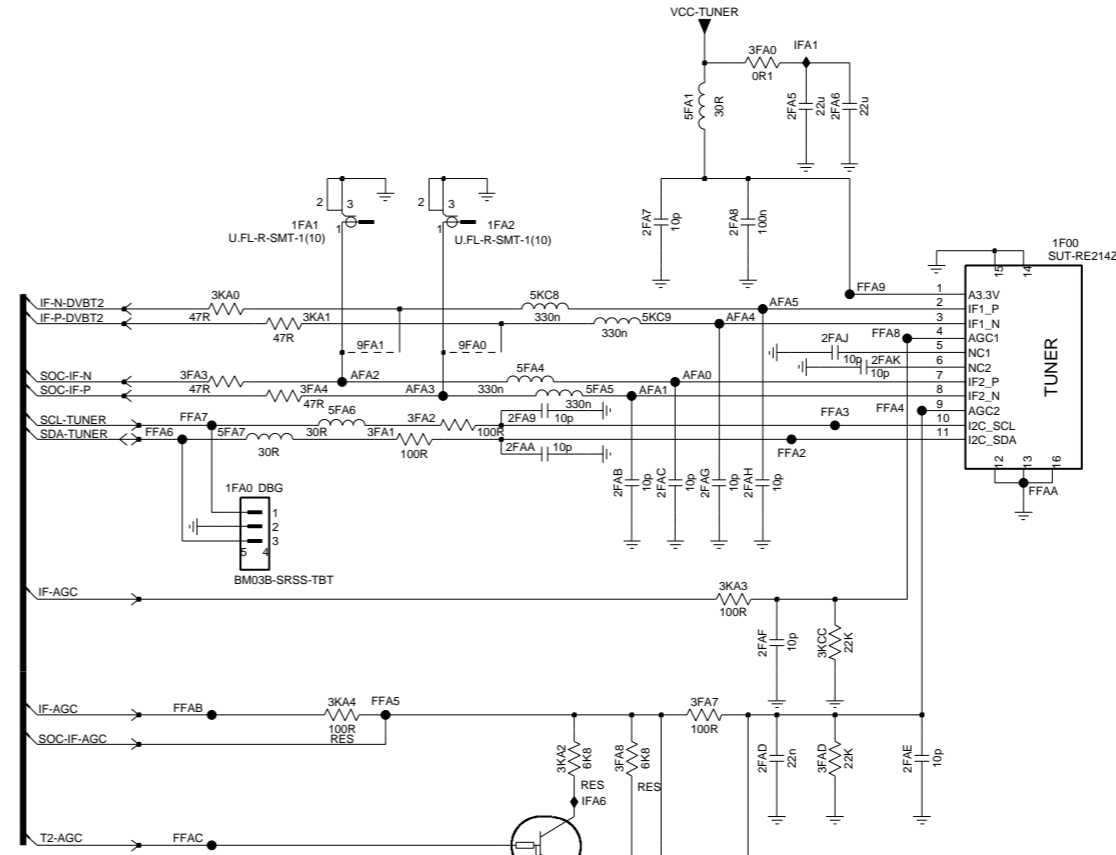 VCC-TUNER
3FA0
0R1
IFA1
5FA1
30R
2FA5
22u
2FA6
22u
2 3
1
1FA1
U.FL-R-SMT-1(10)
2 3
1
1FA2
U.FL-R-SMT-1(10)
2FA7
10p
2FA8
100n
1F00
SUT-RE214Z
15
14
FFA9
1 A3.3V
2 IF1_P
3 IF1_N
4 AGC1
5 NC1
6 NC2
7 IF2_P
8 IF2_N
9 AGC2
10 I2C_SCL
11 I2C_SDA
TUNER
12
13
16
FFAA
IF-N-DVBT2
3KA0
47R
5KC8
330n
AFA5
IF-P-DVBT2
3KA1
47R
5KC9
330n
AFA4
FFA8
9FA1
9FA0
2FAJ
10p
2FAK
10p
SOC-IF-N
3FA3
47R
AFA2
5FA4
330n
AFA0
SOC-IF-P
3FA4
47R
AFA3
5FA5
330n
AFA1
FFA4
SCL-TUNER
FFA7
5FA6
30R
3FA2
100R
2FA9
10p
FFA3
SDA-TUNER
FFA6
5FA7
30R
3FA1
100R
2FAA
10p
FFA2
2FAB
10p
2FAC
10p
2FAG
10p
2FAH
10p
1FA0 DBG
1
2
3
5 4
BM03B-SRSS-TBT
IF-AGC
3KA3
100R
2FAF
10p
3KCC
22K
IF-AGC
FFAB
3KA4
100R
RES
FFA5
3FA7
100R
SOC-IF-AGC
3KA2
6K8
RES
IFA6
3FA8
6K8
RES
2FAD
22n
3FAD
22K
2FAE
10p
T2-AGC
FFAC